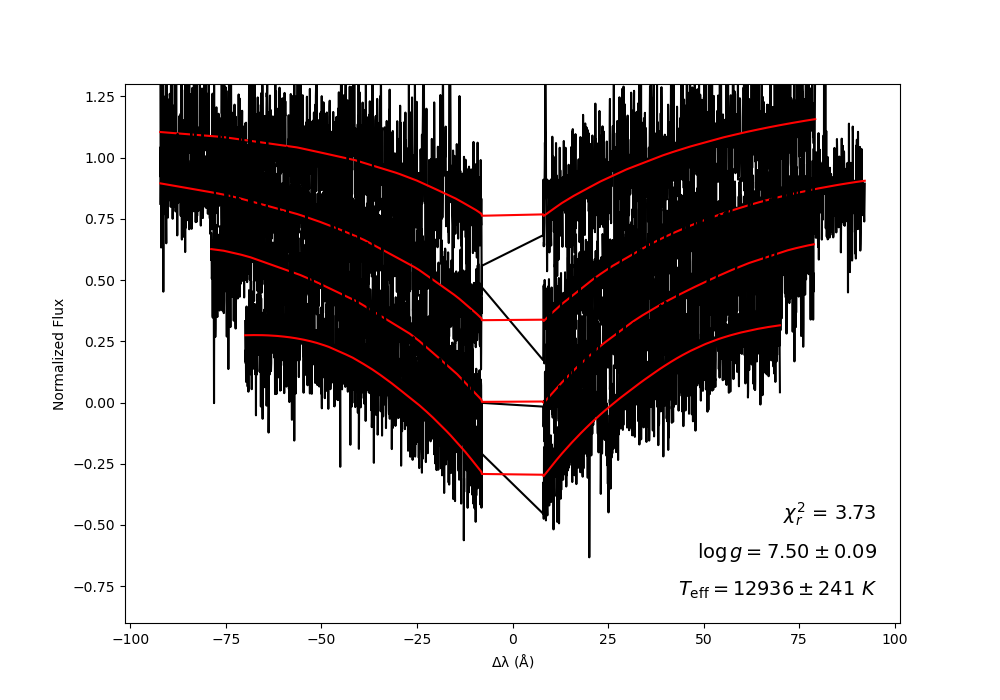 1.25
1.00
0.75
0.50
0.25
0.00
−0.25
−0.50
−0.75
Normalized Flux
χ²ᵣ = 3.73
log g = 7.50 ± 0.09
T_eff = 12936 ± 241 K
−100 −75 −50 −25 0 25 50 75 100
Δλ (Å)